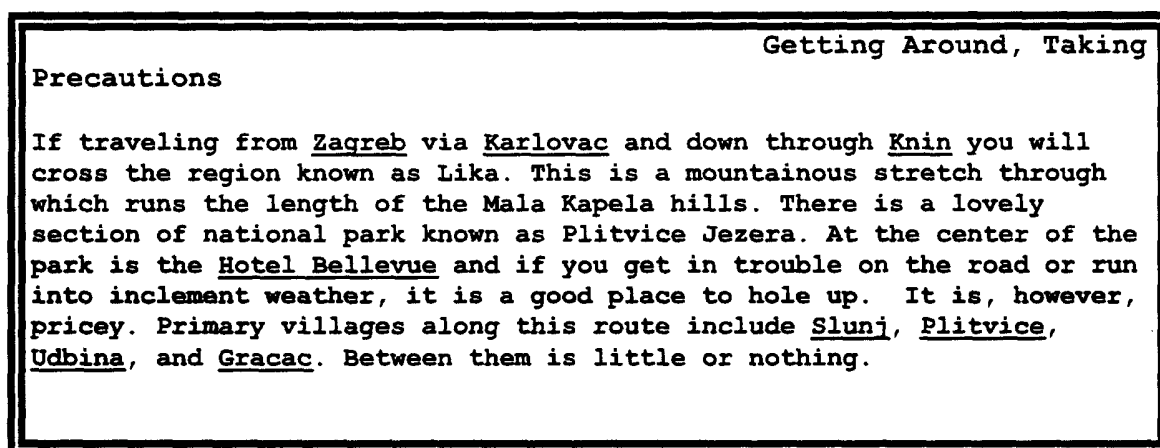 Getting Around, Taking
Precautions
If traveling from Zagreb via Karlovac and down through Knin you will
cross the region known as Lika. This is a mountainous stretch through
which runs the length of the Mala Kapela hills. There is a lovely
section of national park known as Plitvice Jezera. At the center of the
park is the Hotel Bellevue and if you get in trouble on the road or run
into inclement weather, it is a good place to hole up.  It is, however,
pricey. Primary villages along this route include Slunj, Plitvice,
Udbina, and Gracac. Between them is little or nothing.